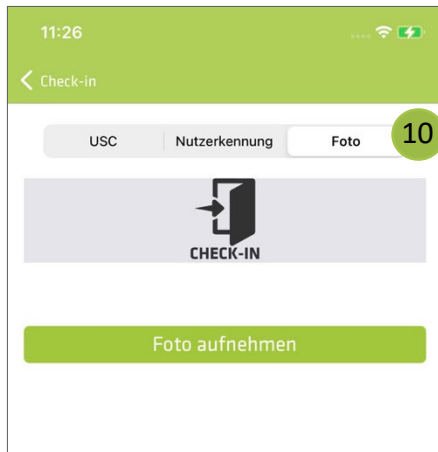 11:26
Check-in
USC Nutzerkennung Foto 10
CHECK-IN
Foto aufnehmen